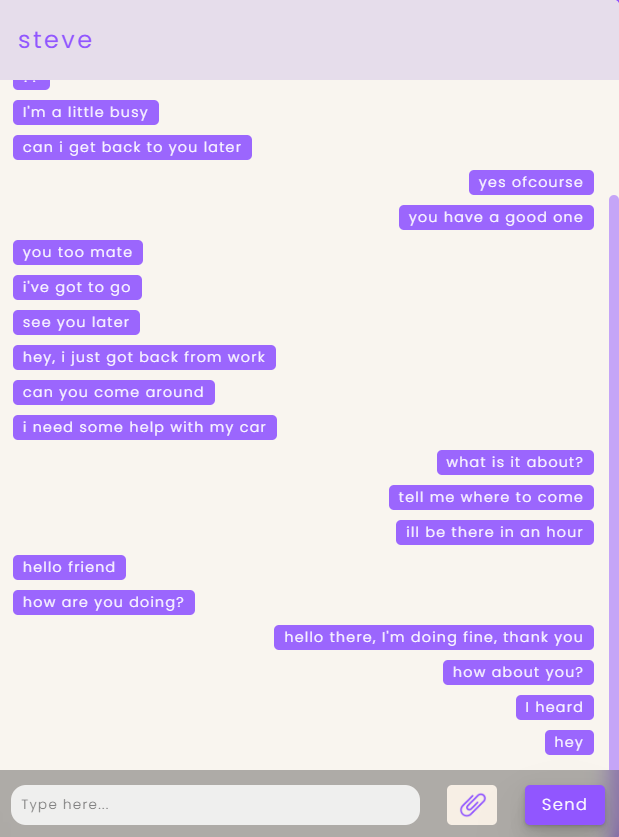 steve
I'm a little busy
can i get back to you later
yes ofcourse
you have a good one
you too mate
i've got to go
see you later
hey, i just got back from work
can you come around
i need some help with my car
what is it about?
tell me where to come
ill be there in an hour
hello friend
how are you doing?
hello there, I'm doing fine, thank you
how about you?
I heard
hey
Type here...
Send